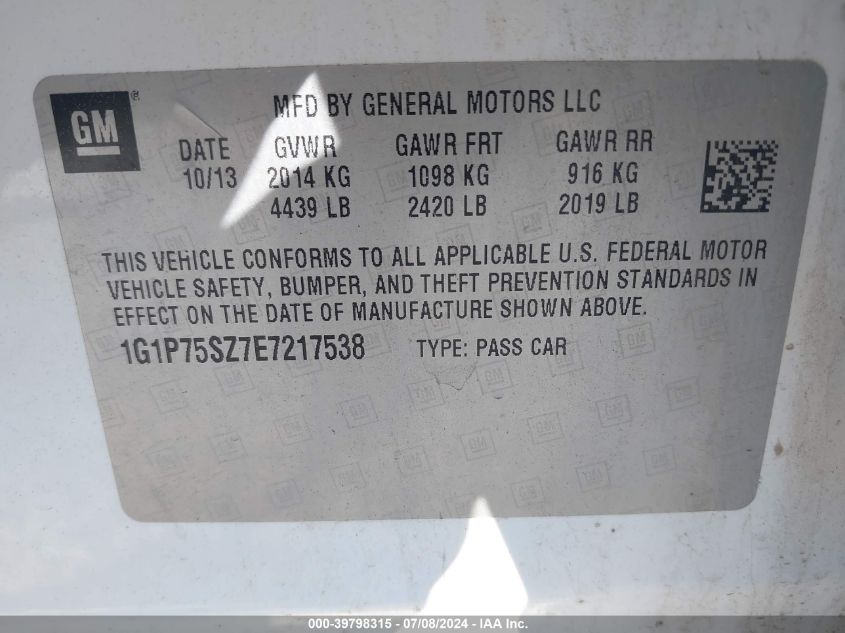 GM®
MFD BY GENERAL MOTORS LLC
DATE GVWR GAWR FRT GAWR RR
10/13 2014 KG 1098 KG 916 KG
4439 LB 2420 LB 2019 LB
THIS VEHICLE CONFORMS TO ALL APPLICABLE U.S. FEDERAL MOTOR
VEHICLE SAFETY, BUMPER, AND THEFT PREVENTION STANDARDS IN
EFFECT ON THE DATE OF MANUFACTURE SHOWN ABOVE.
1G1P75SZ7E7217538 TYPE: PASS CAR
000-39798315 - 07/08/2024 - IAA Inc.